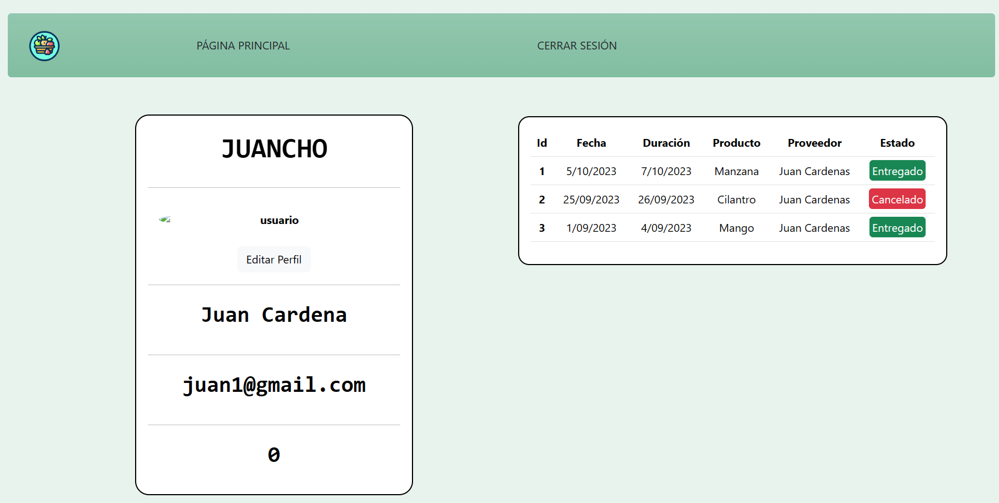 PÁGINA PRINCIPAL CERRAR SESIÓN
JUANCHO
usuario
Editar Perfil
Juan Cardena
juan1@gmail.com
0
Id Fecha Duración Producto Proveedor Estado
1 5/10/2023 7/10/2023 Manzana Juan Cardenas Entregado
2 25/09/2023 26/09/2023 Cilantro Juan Cardenas Cancelado
3 1/09/2023 4/09/2023 Mango Juan Cardenas Entregado